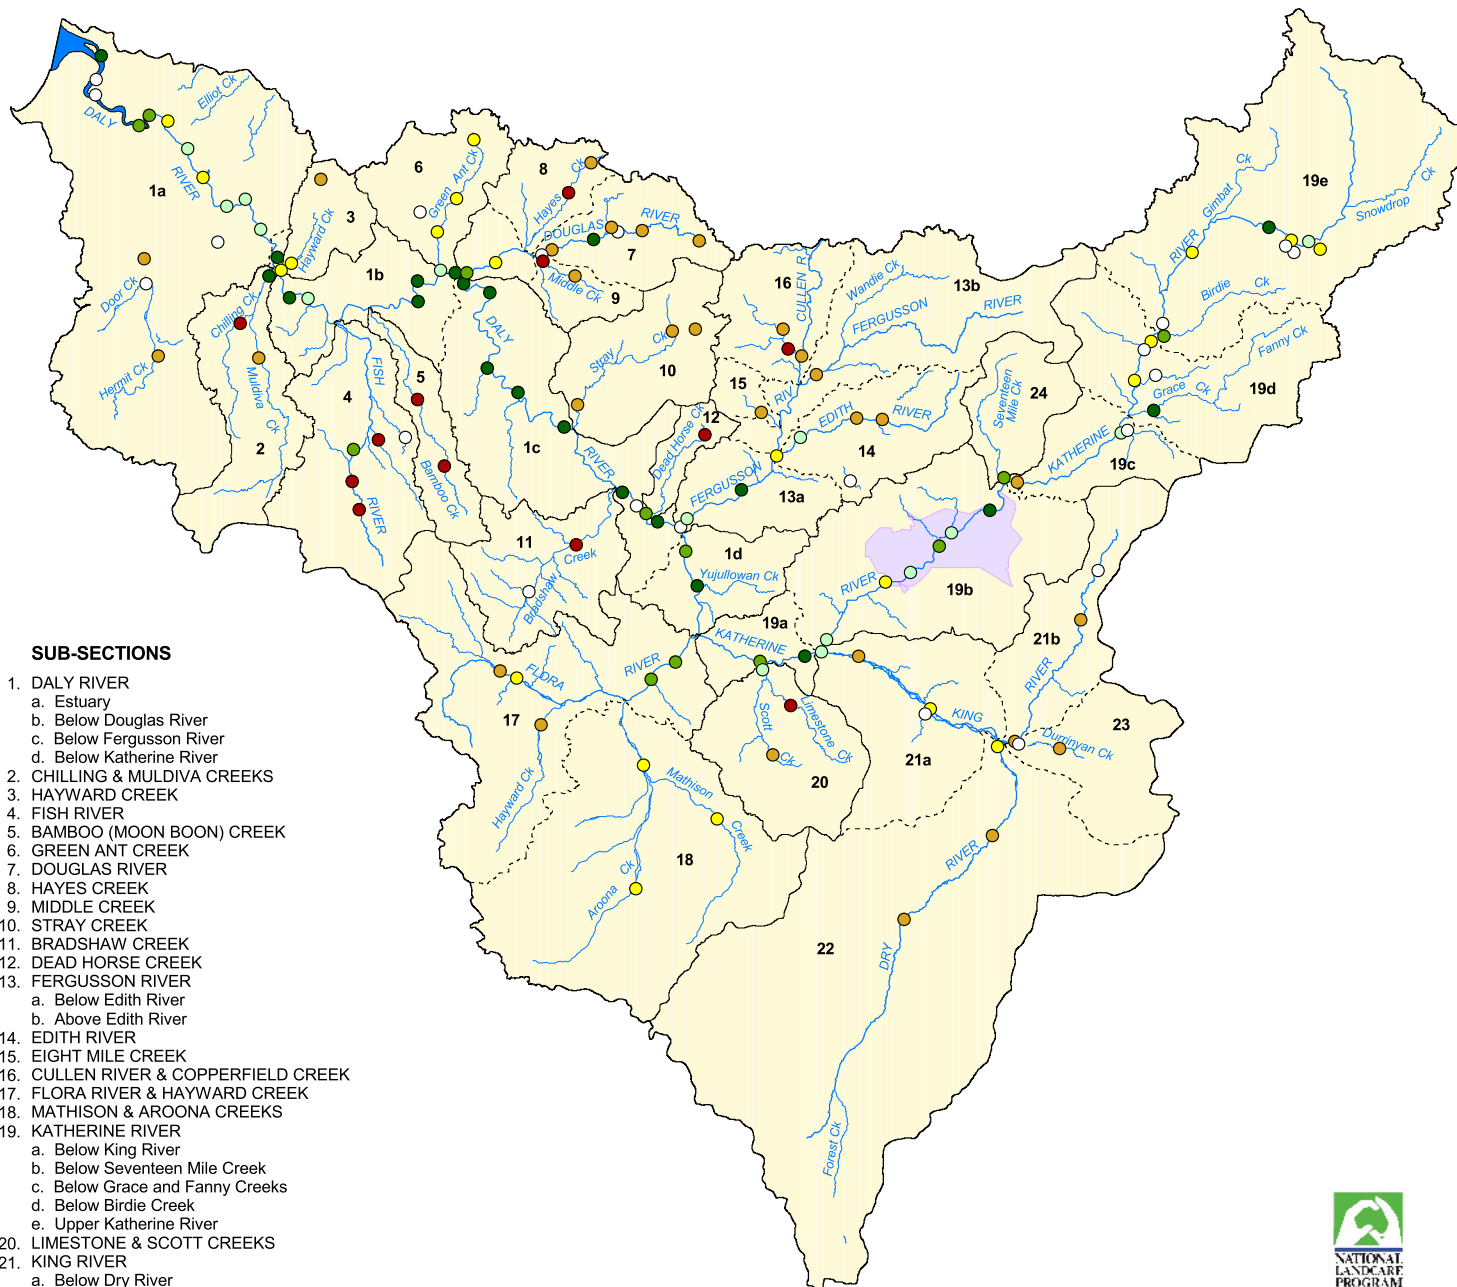 Elliot Ck
DALY
1a
RIVER
3
Hayward Ck
6
Green Ant Ck
8
Hayes Ck
DOUGLAS RIVER
7
Middle Ck
9
1b
Door Ck
Hermit Ck
Chilling Ck
Muldiva Ck
2
4
FISH
RIVER
5
Bamboo Ck
DALY
1c
RIVER
Stray Ck
10
16
CULLEN R
Wandie Ck
13b
FERGUSSON RIVER
15
RIV
12
Dead Horse Ck
EDITH RIVER
14
FERGUSSON
13a
24
Seventeen
Mile Ck
19e
Gimbat Ck
RIVER
Snowdrop Ck
Birdie Ck
Fanny Ck
Grace Ck
19d
KATHERINE
19c
11
Bradshaw Creek
1d
Yujullowan Ck
RIVER
19b
19a
KATHERINE
21b
RIVER
FLORA
RIVER
17
Hayward Ck
Scott Ck
Limestone Ck
20
KING
21a
Durrinyan Ck
23
Mathison Creek
18
Aroona Ck
RIVER
DRY
22
Forest Ck
SUB-SECTIONS
1. DALY RIVER
a. Estuary
b. Below Douglas River
c. Below Fergusson River
d. Below Katherine River
2. CHILLING & MULDIVA CREEKS
3. HAYWARD CREEK
4. FISH RIVER
5. BAMBOO (MOON BOON) CREEK
6. GREEN ANT CREEK
7. DOUGLAS RIVER
8. HAYES CREEK
9. MIDDLE CREEK
10. STRAY CREEK
11. BRADSHAW CREEK
12. DEAD HORSE CREEK
13. FERGUSSON RIVER
a. Below Edith River
b. Above Edith River
14. EDITH RIVER
15. EIGHT MILE CREEK
16. CULLEN RIVER & COPPERFIELD CREEK
17. FLORA RIVER & HAYWARD CREEK
18. MATHISON & AROONA CREEKS
19. KATHERINE RIVER
a. Below King River
b. Below Seventeen Mile Creek
c. Below Grace and Fanny Creeks
d. Below Birdie Creek
e. Upper Katherine River
20. LIMESTONE & SCOTT CREEKS
21. KING RIVER
a. Below Dry River
NATIONAL
LANDCARE
PROGRAM